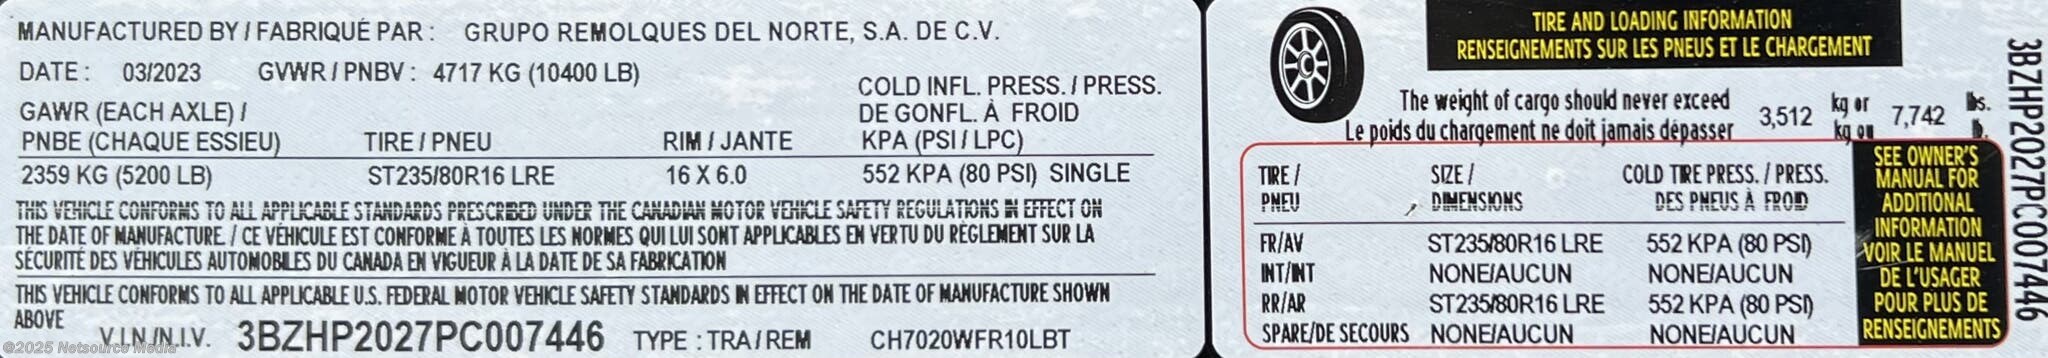 MANUFACTURED BY / FABRIQUÉ PAR : GRUPO REMOLQUES DEL NORTE, S.A. DE C.V.
DATE : 03/2023 GVWR / PNBV : 4717 KG (10400 LB)
COLD INFL. PRESS. / PRESS.
GAWR (EACH AXLE) / DE GONFL. À FROID
PNBE (CHAQUE ESSIEU) TIRE / PNEU RIM / JANTE KPA (PSI / LPC)
2359 KG (5200 LB) ST235/80R16 LRE 16 X 6.0 552 KPA (80 PSI) SINGLE
THIS VEHICLE CONFORMS TO ALL APPLICABLE STANDARDS PRESCRIBED UNDER THE CANADIAN MOTOR VEHICLE SAFETY REGULATIONS IN EFFECT ON
THE DATE OF MANUFACTURE. / CE VÉHICULE EST CONFORME À TOUTES LES NORMES QUI LUI SONT APPLICABLES EN VERTU DU RÈGLEMENT SUR LA
SÉCURITÉ DES VÉHICULES AUTOMOBILES DU CANADA EN VIGUEUR À LA DATE DE SA FABRICATION
THIS VEHICLE CONFORMS TO ALL APPLICABLE U.S. FEDERAL MOTOR VEHICLE SAFETY STANDARDS IN EFFECT ON THE DATE OF MANUFACTURE SHOWN
ABOVE
V.I.N./N.I.V. 3BZHP2027PC007446 TYPE : TRA / REM CH7020WFR10LBT
©2025 Netsource Media
TIRE AND LOADING INFORMATION
RENSEIGNEMENTS SUR LES PNEUS ET LE CHARGEMENT
The weight of cargo should never exceed 3,512 kg or 7,742 lbs.
Le poids du chargement ne doit jamais dépasser kg ou lb.
TIRE / SIZE / COLD TIRE PRESS. / PRESS.
PNEU DIMENSIONS DES PNEUS À FROID
FR/AV ST235/80R16 LRE 552 KPA (80 PSI)
INT/INT NONE/AUCUN NONE/AUCUN
RR/AR ST235/80R16 LRE 552 KPA (80 PSI)
SPARE/DE SECOURS NONE/AUCUN NONE/AUCUN
SEE OWNER'S
MANUAL FOR
ADDITIONAL
INFORMATION
VOIR LE MANUEL
DE L'USAGER
POUR PLUS DE
RENSEIGNEMENTS
3BZHP2027PC007446